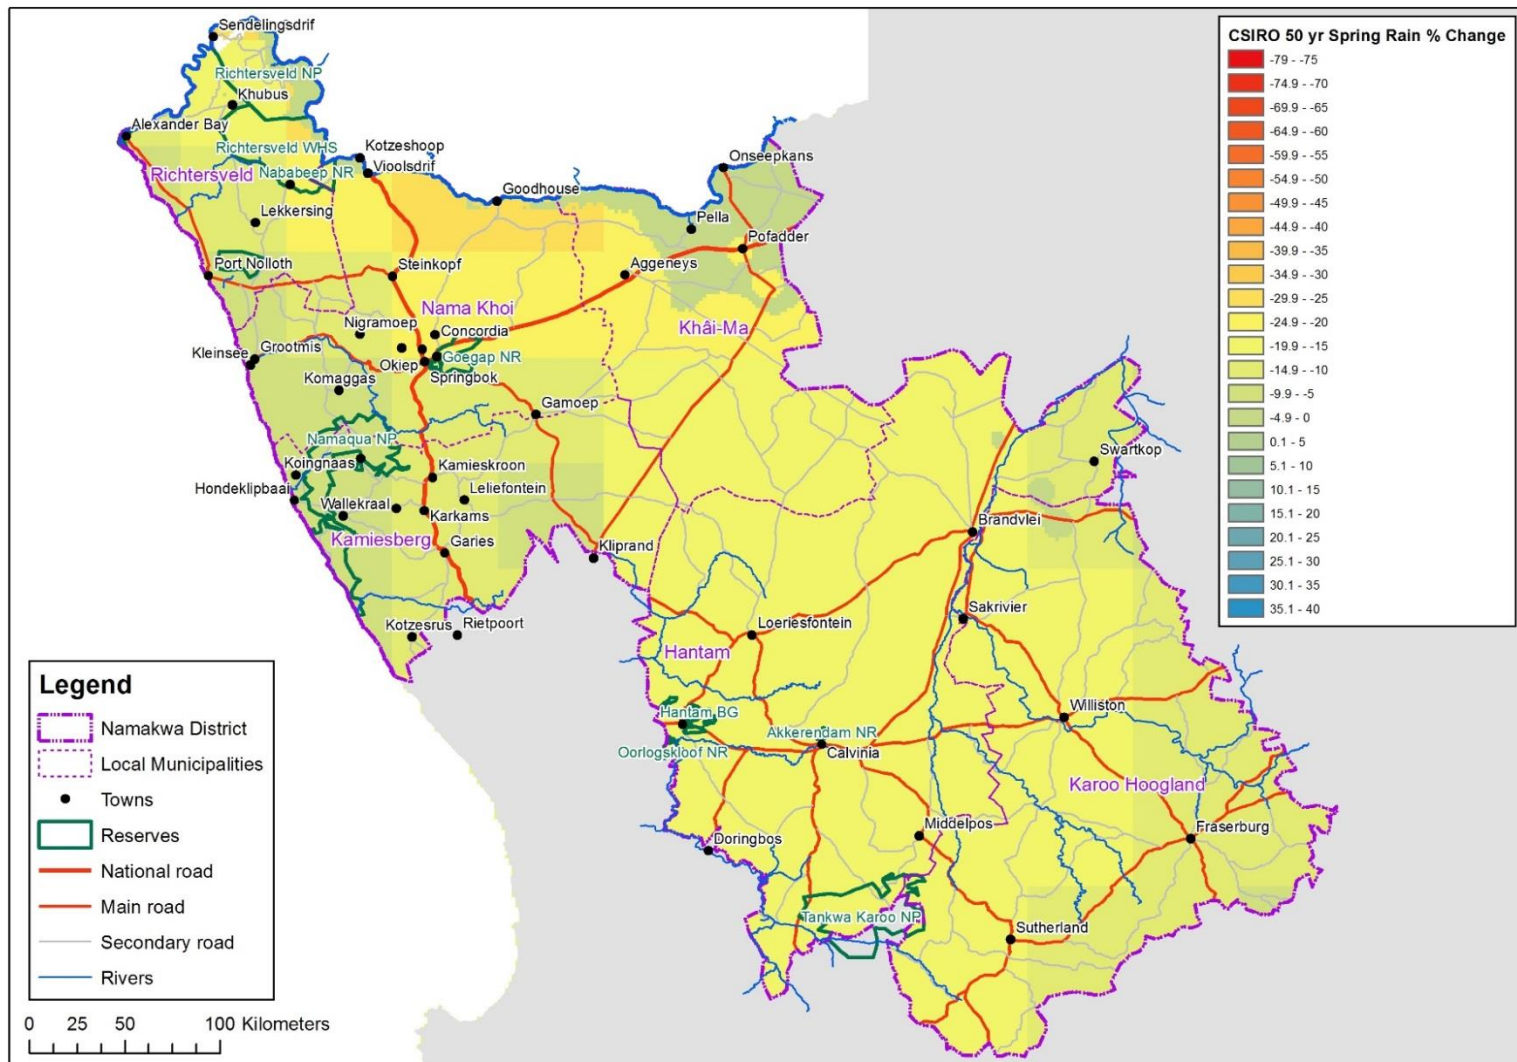 Sendelingsdrif
Richtersveld NP
Khubus
Alexander Bay
Richtersveld WHS
Kotzeshoop
Vioolsdrif
Richtersveld
Nababeep NR
Goodhouse
Onseepkans
Lekkersing
Pella
Pofadder
Port Nolloth
Steinkopf
Aggeneys
Nama Khoi
Khâi-Ma
Nigramoep
Concordia
Kleinsee
Grootmis
Okiep
Goegap NR
Springbok
Komaggas
Gamoep
Namaqua NP
Koingnaas
Kamieskroon
Hondeklipbaai
Leliefontein
Wallekraal
Karkams
Kamiesberg
Garies
Kliprand
Kotzesrus
Rietpoort
Swartkop
Brandvlei
Sakrivier
Loeriesfontein
Hantam
Williston
Hantam BG
Akkerendam NR
Oorlogskloof NR
Calvinia
Karoo Hoogland
Middelpos
Fraserburg
Doringbos
Tankwa Karoo NP
Sutherland
CSIRO 50 yr Spring Rain % Change
-79 - -75
-74.9 - -70
-69.9 - -65
-64.9 - -60
-59.9 - -55
-54.9 - -50
-49.9 - -45
-44.9 - -40
-39.9 - -35
-34.9 - -30
-29.9 - -25
-24.9 - -20
-19.9 - -15
-14.9 - -10
-9.9 - -5
-4.9 - 0
0.1 - 5
5.1 - 10
10.1 - 15
15.1 - 20
20.1 - 25
25.1 - 30
30.1 - 35
35.1 - 40
Legend
Namakwa District
Local Municipalities
Towns
Reserves
National road
Main road
Secondary road
Rivers
0 25 50 100 Kilometers